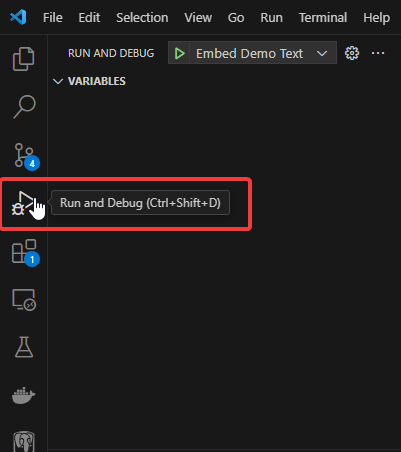 File Edit Selection View Go Run Terminal Help
RUN AND DEBUG Embed Demo Text
VARIABLES
4
Run and Debug (Ctrl+Shift+D)
1